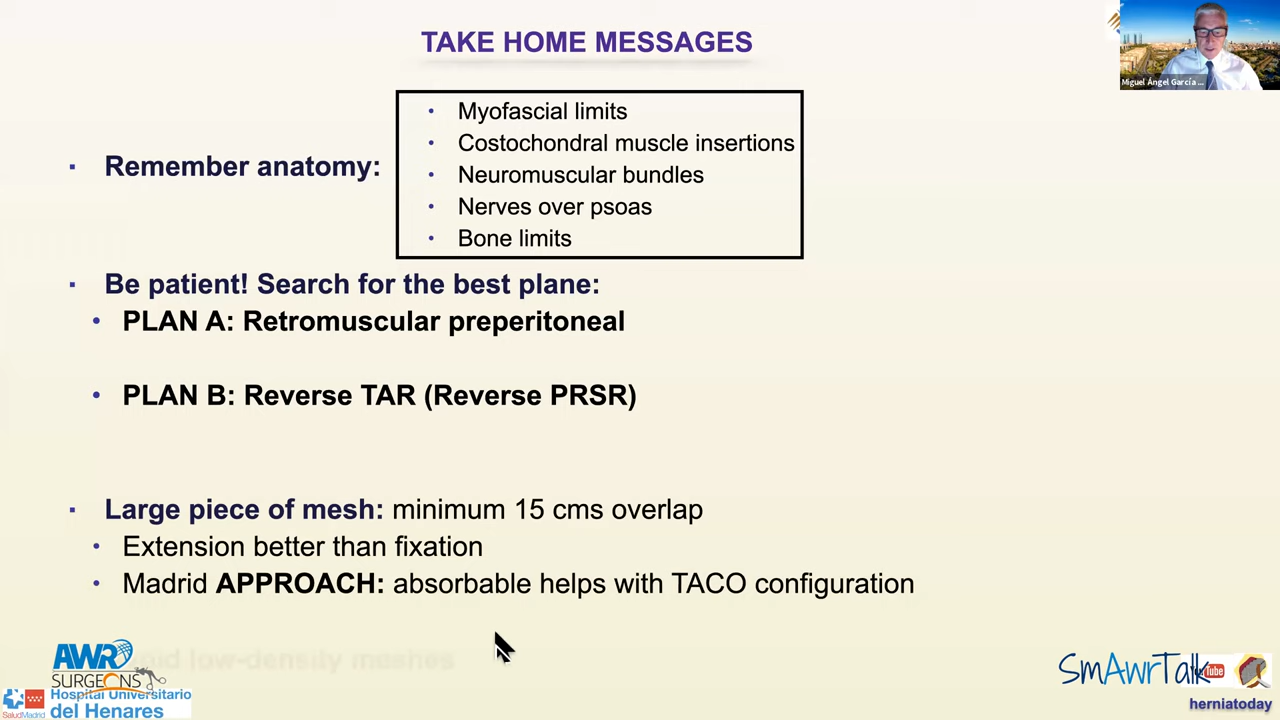 TAKE HOME MESSAGES
Miguel Ángel García ...
Remember anatomy:
Myofascial limits
Costochondral muscle insertions
Neuromuscular bundles
Nerves over psoas
Bone limits
Be patient! Search for the best plane:
PLAN A: Retromuscular preperitoneal
PLAN B: Reverse TAR (Reverse PRSR)
Large piece of mesh: minimum 15 cms overlap
Extension better than fixation
Madrid APPROACH: absorbable helps with TACO configuration
low-density meshes
AWR
SURGEONS
SaludMadrid
Hospital Universitario
del Henares
SmAwrTalk
herniatoday